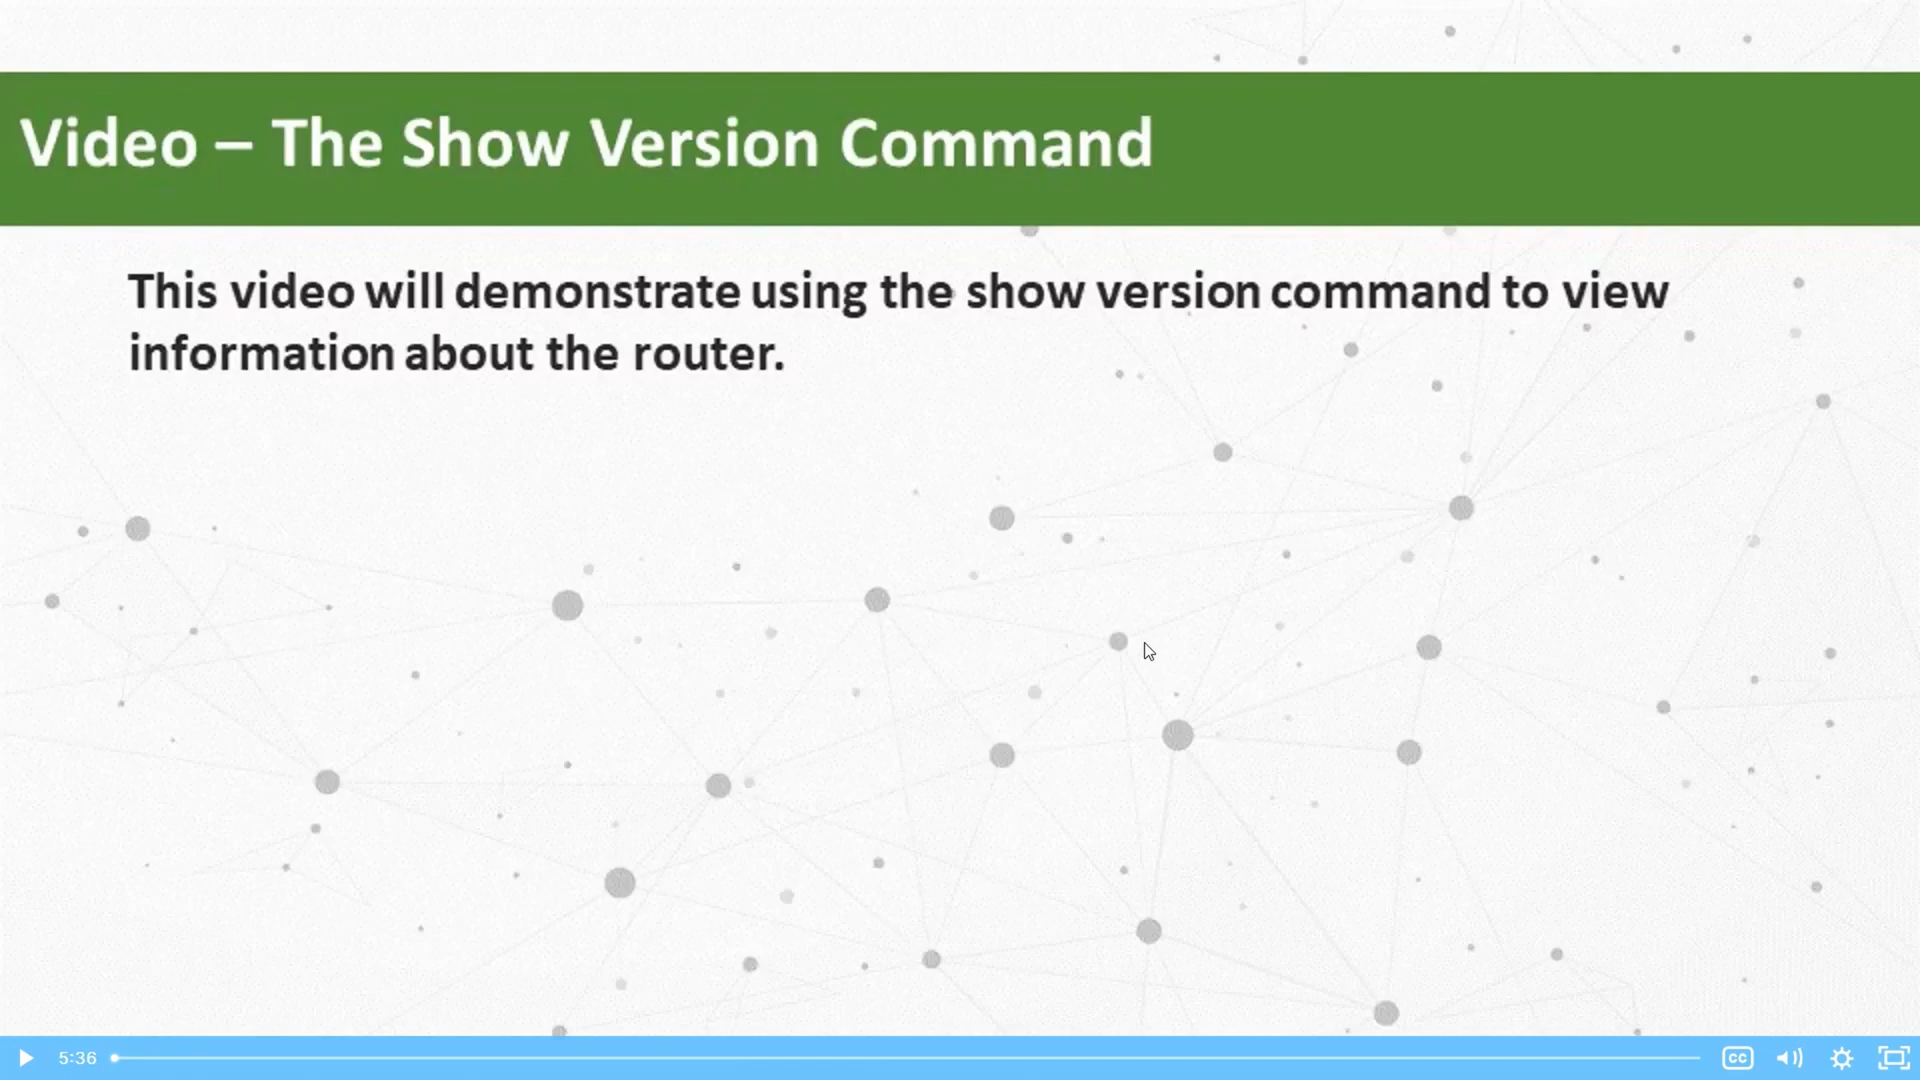 Video – The Show Version Command
This video will demonstrate using the show version command to view
information about the router.
5:36
CC